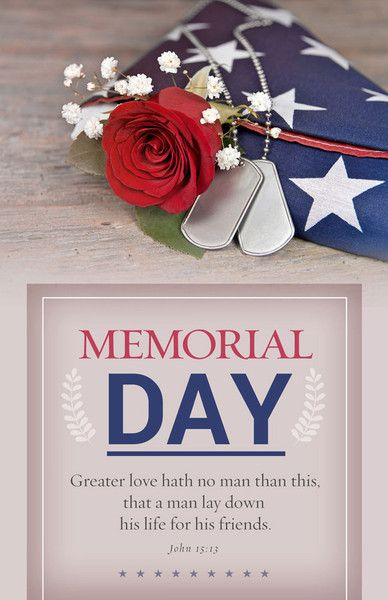 MEMORIAL
DAY
Greater love hath no man than this,
that a man lay down
his life for his friends.
John 15:13